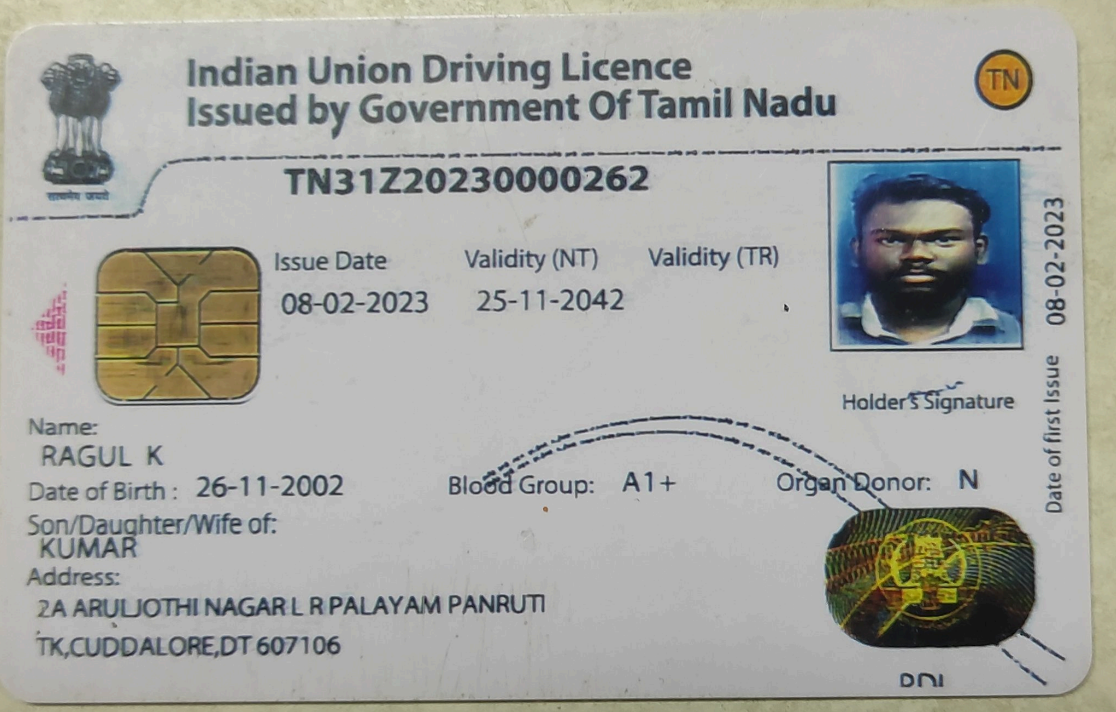 Indian Union Driving Licence
Issued by Government Of Tamil Nadu
TN
सत्यमेव जयते
TN31Z20230000262
Issue Date Validity (NT) Validity (TR)
08-02-2023 25-11-2042
Holder's Signature
Date of first Issue 08-02-2023
Name:
RAGUL K
Date of Birth : 26-11-2002 Blood Group: A1+ Organ Donor: N
Son/Daughter/Wife of:
KUMAR
Address:
2A ARULJOTHI NAGAR L R PALAYAM PANRUTI
TK,CUDDALORE,DT 607106